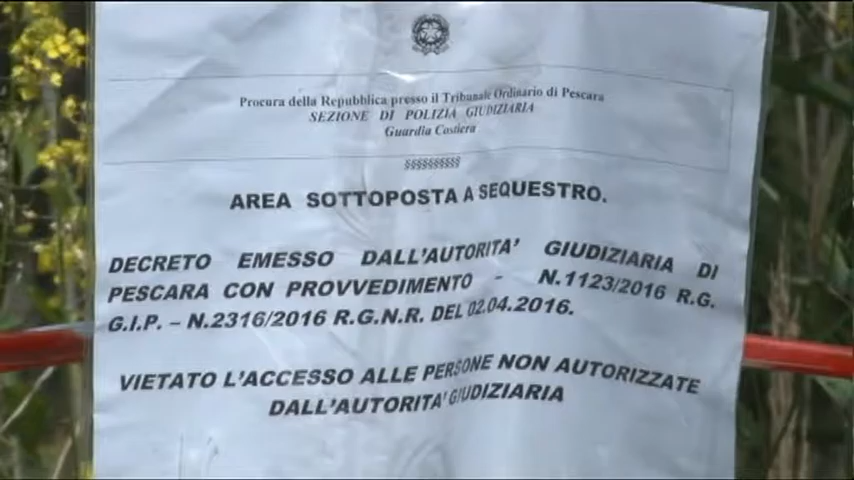 Procura della Repubblica presso il Tribunale Ordinario di Pescara
SEZIONE DI POLIZIA GIUDIZIARIA
Guardia Costiera
§§§§§§§§§§
AREA SOTTOPOSTA A SEQUESTRO.
DECRETO EMESSO DALL'AUTORITA' GIUDIZIARIA DI
PESCARA CON PROVVEDIMENTO - N.1123/2016 R.G.
G.I.P. – N.2316/2016 R.G.N.R. DEL 02.04.2016.
VIETATO L'ACCESSO ALLE PERSONE NON AUTORIZZATE
DALL'AUTORITA' GIUDIZIARIA